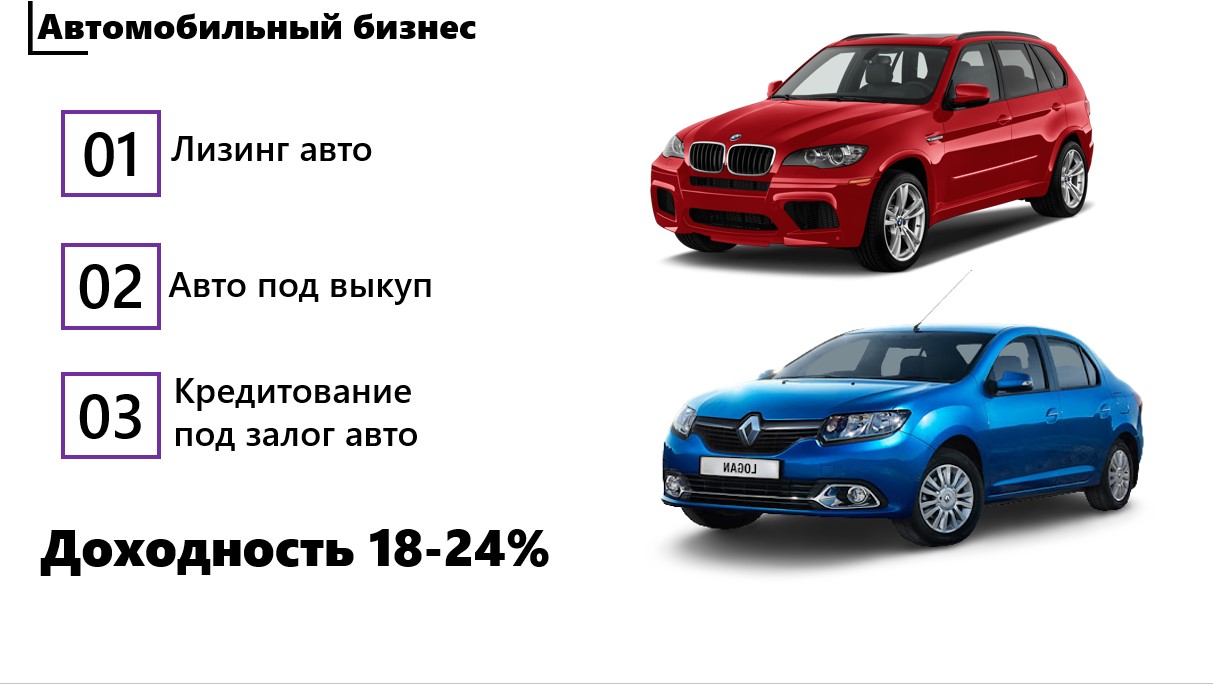 Автомобильный бизнес
01
Лизинг авто
02
Авто под выкуп
03
Кредитование
под залог авто
Доходность 18-24%
LOGAN